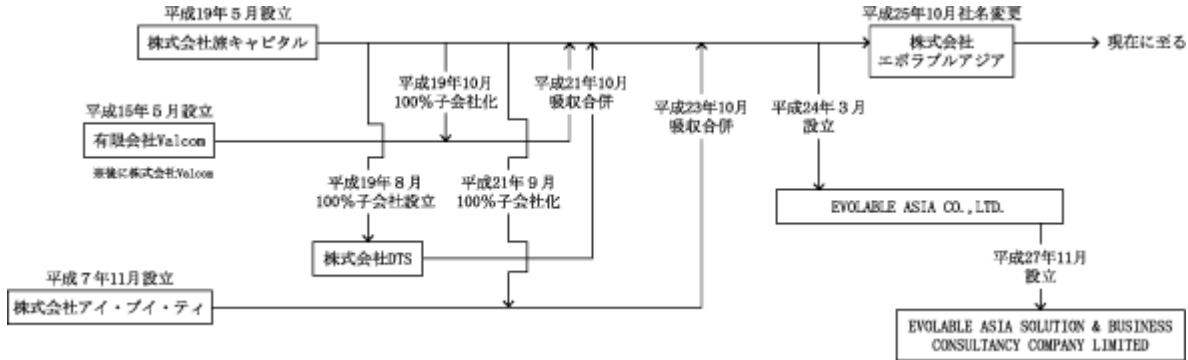 平成19年5月設立
株式会社旅キャピタル
平成25年10月社名変更
株式会社
エボラブルアジア
現在に至る
平成19年10月
100%子会社化
平成21年10月
吸収合併
平成23年10月
吸収合併
平成24年3月
設立
平成15年5月設立
有限会社Valcom
※後に株式会社Valcom
平成19年8月
100%子会社設立
平成21年9月
100%子会社化
EVOLABLE ASIA CO.,LTD.
株式会社DTS
平成27年11月
設立
平成7年11月設立
株式会社アイ・ブイ・ティ
EVOLABLE ASIA SOLUTION & BUSINESS
CONSULTANCY COMPANY LIMITED